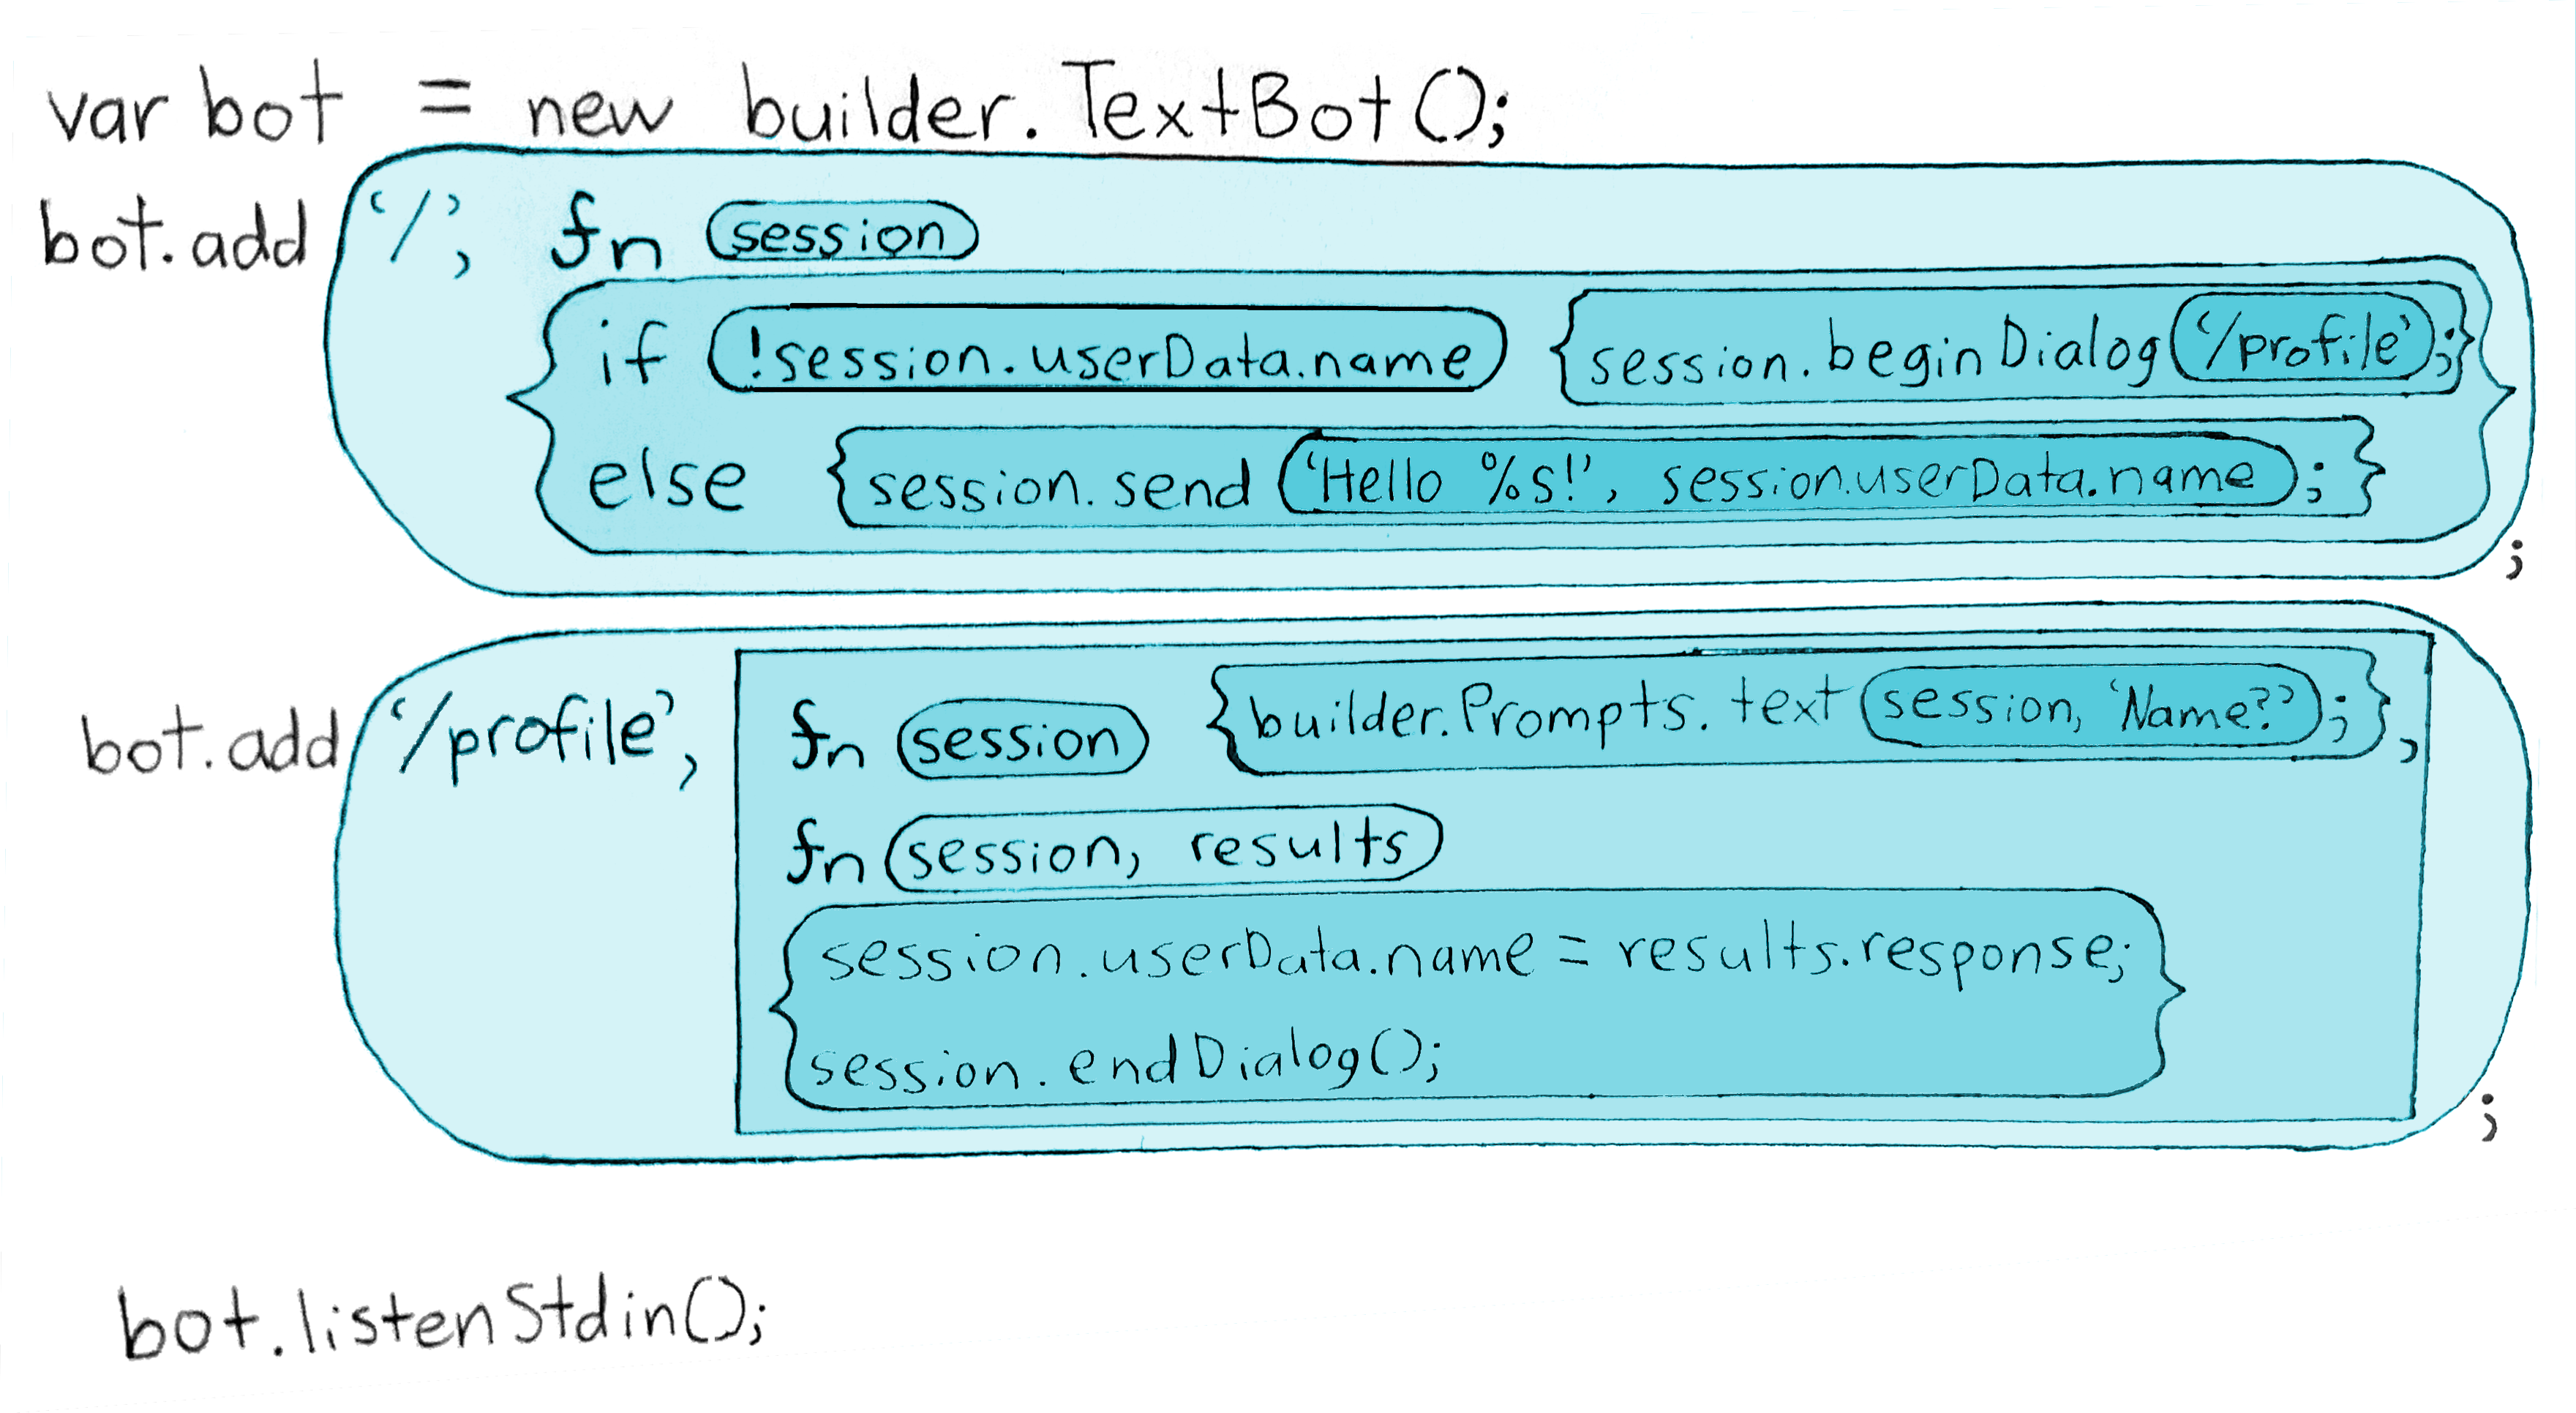 var bot = new builder.TextBot();
bot.add ('/', fn (session)
{if (!session.userData.name) {session.beginDialog('/profile');}
else {session.send ('Hello %s!', session.userData.name);}});
bot.add ('/profile', [fn (session) {builder.Prompts.text (session, 'Name?');},
fn (session, results)
{session.userData.name = results.response;
session.endDialog();}]);
bot.listenStdin();